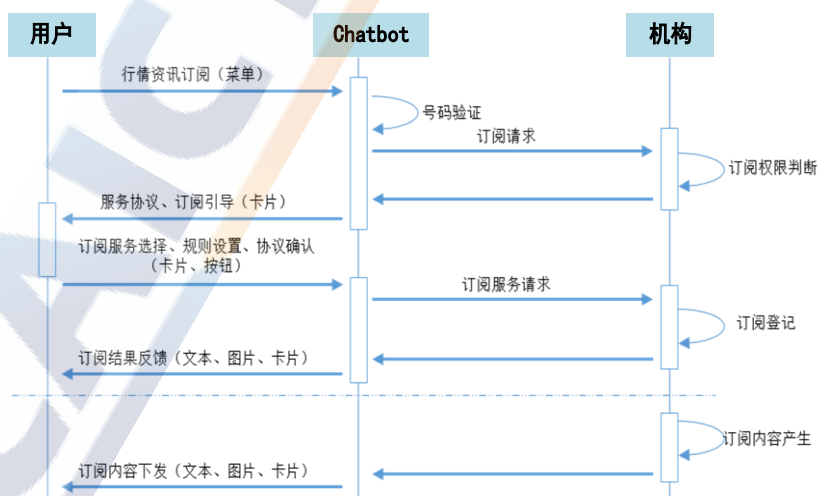 用户
Chatbot
机构
行情资讯订阅（菜单）
号码验证
订阅请求
订阅权限判断
服务协议、订阅引导（卡片）
订阅服务选择、规则设置、协议确认
（卡片、按钮）
订阅服务请求
订阅登记
订阅结果反馈（文本、图片、卡片）
订阅内容产生
订阅内容下发（文本、图片、卡片）